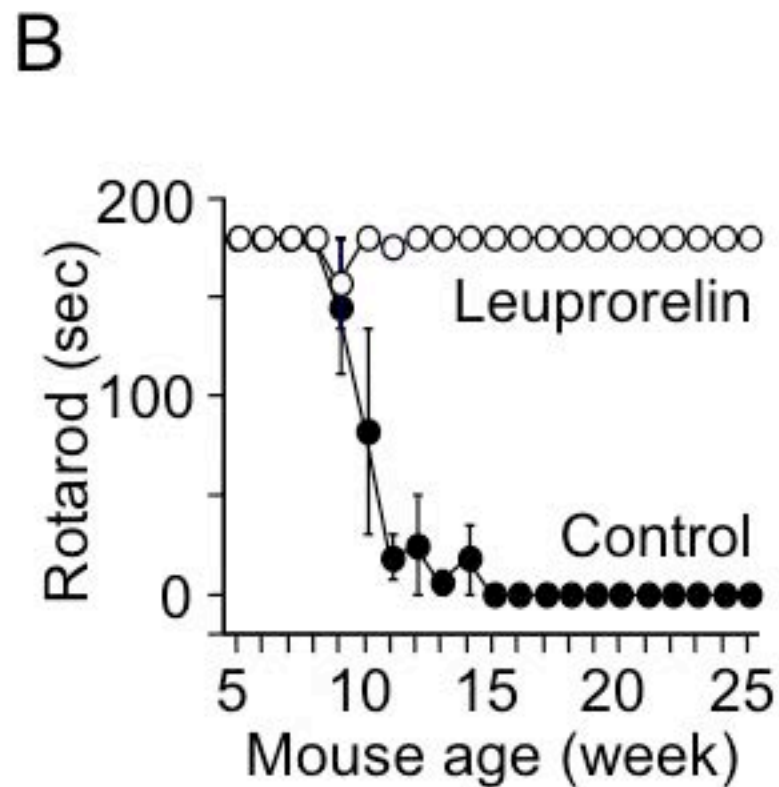 B
200
100
0
Rotarod (sec)
Leuprorelin
Control
5 10 15 20 25
Mouse age (week)